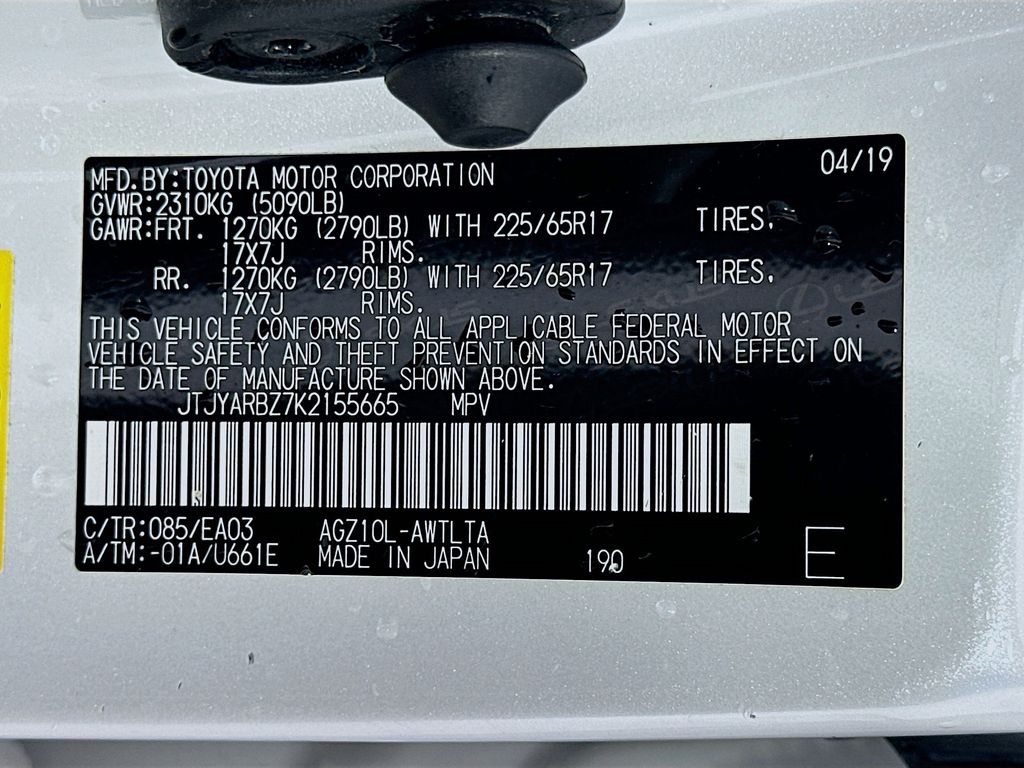 MFD.BY:TOYOTA MOTOR CORPORATION 04/19
GVWR:2310KG (5090LB)
GAWR:FRT. 1270KG (2790LB) WITH 225/65R17 TIRES,
17X7J RIMS.
RR. 1270KG (2790LB) WITH 225/65R17 TIRES,
17X7J RIMS.
THIS VEHICLE CONFORMS TO ALL APPLICABLE FEDERAL MOTOR
VEHICLE SAFETY AND THEFT PREVENTION STANDARDS IN EFFECT ON
THE DATE OF MANUFACTURE SHOWN ABOVE.
JTJYARBZ7K2155665 MPV
C/TR:085/EA03 AGZ10L-AWTLTA
A/TM:-01A/U661E MADE IN JAPAN 190 E